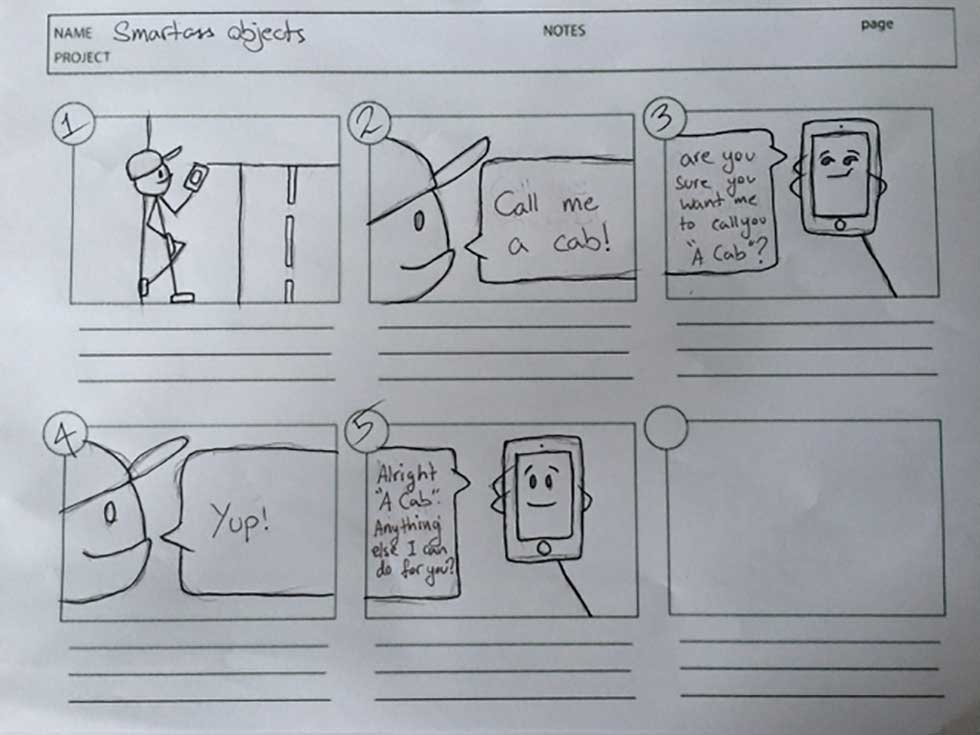 NAME Smartass objects
NOTES
page
PROJECT
1
2
Call me
a cab!
3
are you
sure you
want me
to call you
"A Cab"?
4
Yup!
5
Alright
"A Cab".
Anything
else I can
do for you?